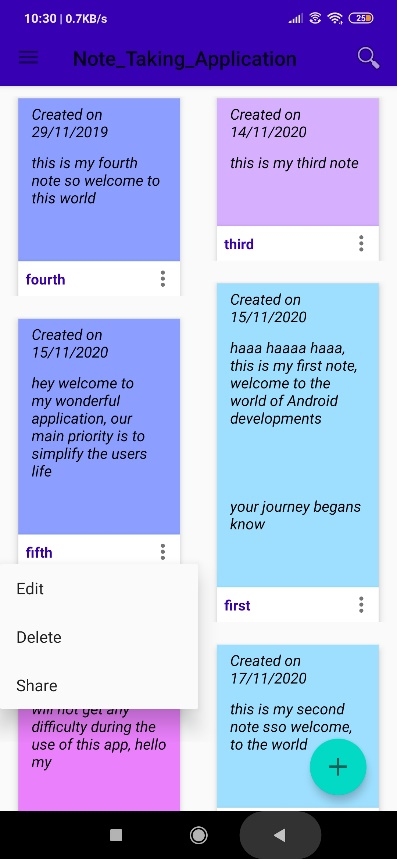 10:30 | 0.7KB/s
25
Note_Taking_Application
Created on
29/11/2019
this is my fourth
note so welcome to
this world
fourth
Created on
14/11/2020
this is my third note
third
Created on
15/11/2020
hey welcome to
my wonderful
application, our
main priority is to
simplify the users
life
fifth
Created on
15/11/2020
haaa haaaa haaa,
this is my first note,
welcome to the
world of Android
developments
your journey begans
know
first
Edit
Delete
Share
will not get any
difficulty during the
use of this app, hello
my
Created on
17/11/2020
this is my second
note sso welcome,
to the world